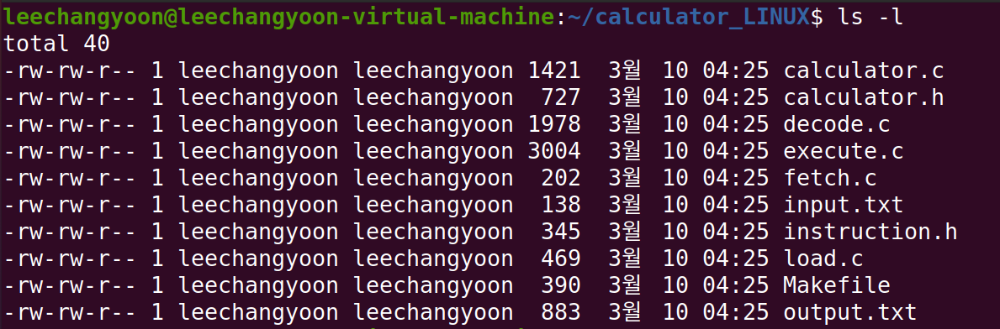 leechangyoon@leechangyoon-virtual-machine:~/calculator_LINUX$ ls -l
total 40
-rw-rw-r-- 1 leechangyoon leechangyoon 1421  3월  10 04:25 calculator.c
-rw-rw-r-- 1 leechangyoon leechangyoon  727  3월  10 04:25 calculator.h
-rw-rw-r-- 1 leechangyoon leechangyoon 1978  3월  10 04:25 decode.c
-rw-rw-r-- 1 leechangyoon leechangyoon 3004  3월  10 04:25 execute.c
-rw-rw-r-- 1 leechangyoon leechangyoon  202  3월  10 04:25 fetch.c
-rw-rw-r-- 1 leechangyoon leechangyoon  138  3월  10 04:25 input.txt
-rw-rw-r-- 1 leechangyoon leechangyoon  345  3월  10 04:25 instruction.h
-rw-rw-r-- 1 leechangyoon leechangyoon  469  3월  10 04:25 load.c
-rw-rw-r-- 1 leechangyoon leechangyoon  390  3월  10 04:25 Makefile
-rw-rw-r-- 1 leechangyoon leechangyoon  883  3월  10 04:25 output.txt